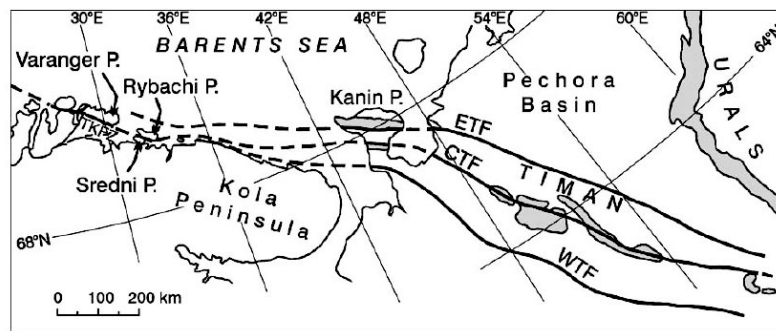 30°E 36°E 42°E 48°E 54°E 60°E
64°N
BARENTS SEA
Varanger P.
Rybachi P.
Kanin P.
Pechora
Basin
URALS
TKFZ
ETF
CTF
TIMAN
WTF
Sredni P.
Kola
Peninsula
68°N
0 100 200 km